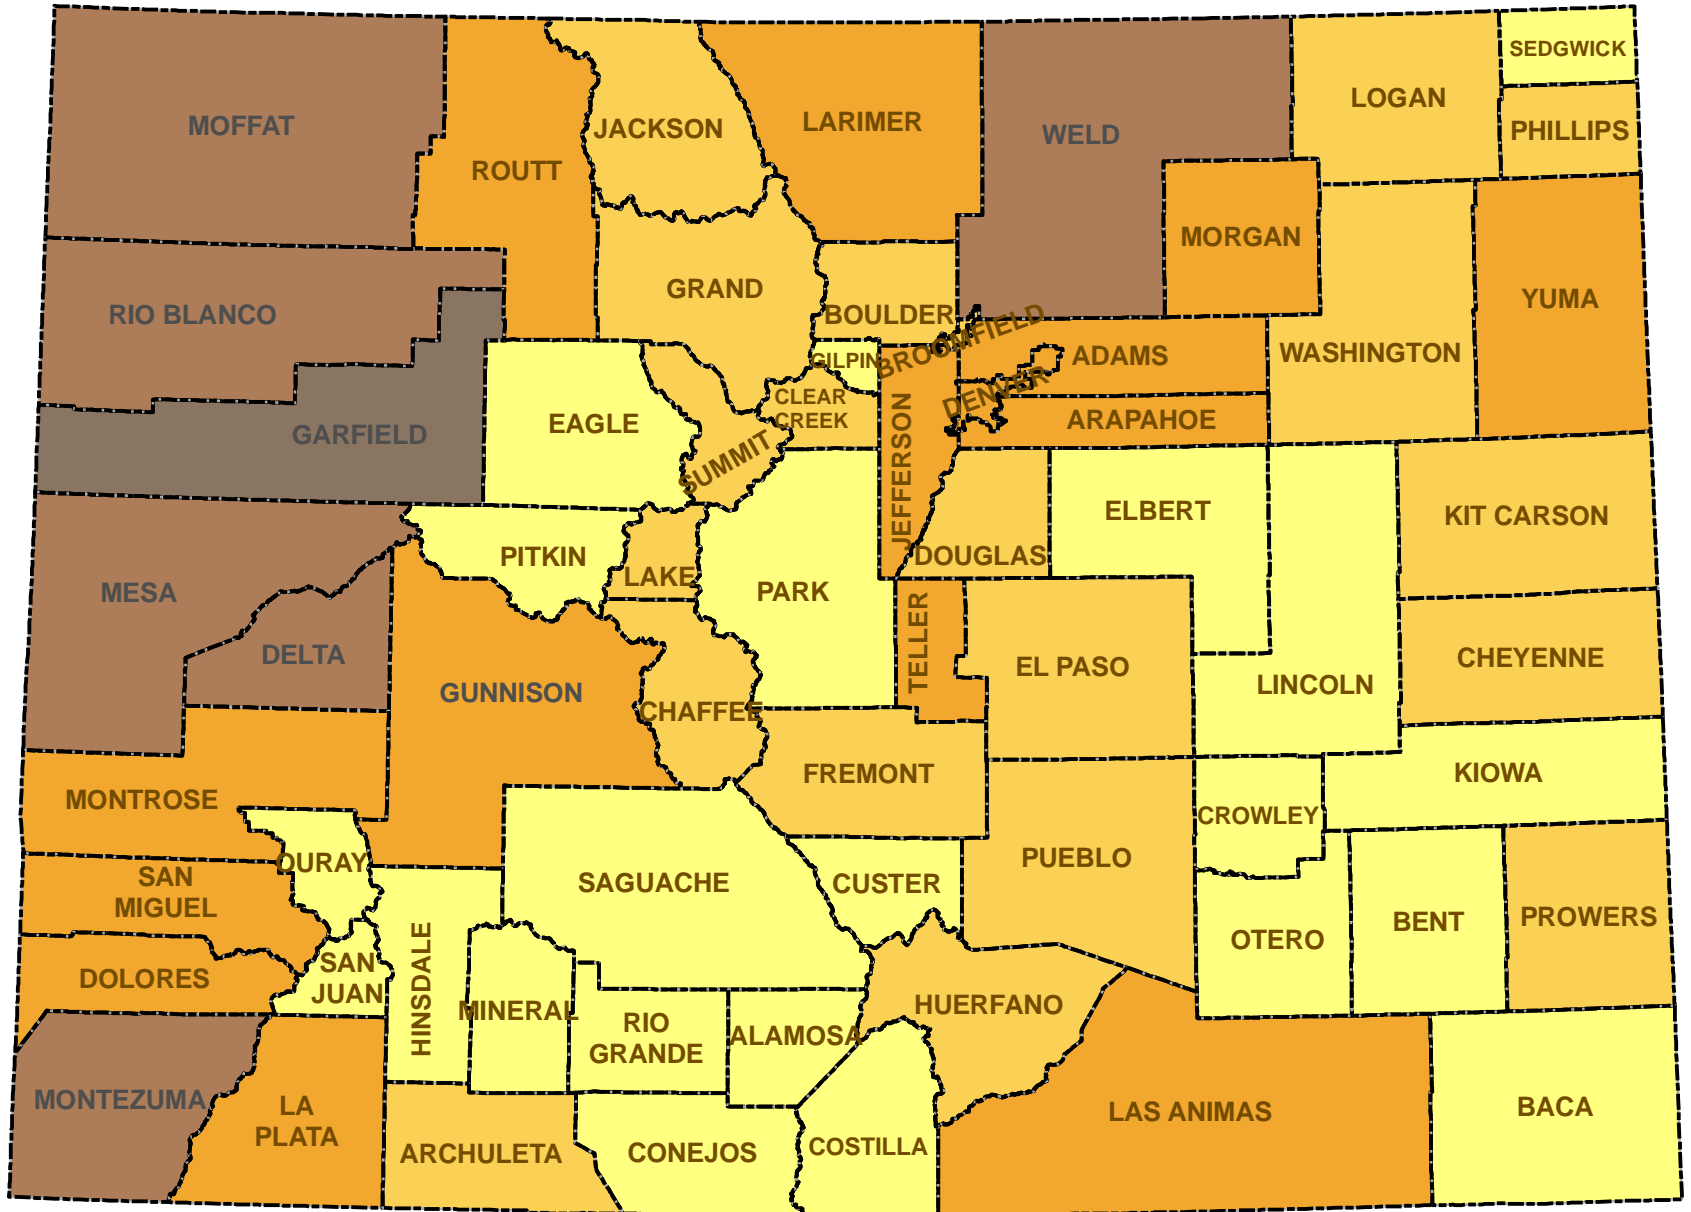 SEDGWICK
LOGAN
MOFFAT
JACKSON
LARIMER
WELD
PHILLIPS
ROUTT
MORGAN
GRAND
YUMA
RIO BLANCO
BOULDER
BROOMFIELD
GILPIN
ADAMS
WASHINGTON
DENVER
CLEAR
CREEK
EAGLE
GARFIELD
ARAPAHOE
SUMMIT
JEFFERSON
ELBERT
KIT CARSON
PITKIN
DOUGLAS
LAKE
MESA
PARK
TELLER
DELTA
EL PASO
CHEYENNE
LINCOLN
GUNNISON
CHAFFEE
FREMONT
KIOWA
MONTROSE
CROWLEY
OURAY
PUEBLO
SAN
MIGUEL
SAGUACHE
CUSTER
PROWERS
BENT
OTERO
DOLORES
SAN
JUAN
HINSDALE
MINERAL
RIO
GRANDE
ALAMOSA
HUERFANO
MONTEZUMA
LA
PLATA
LAS ANIMAS
BACA
ARCHULETA
CONEJOS
COSTILLA